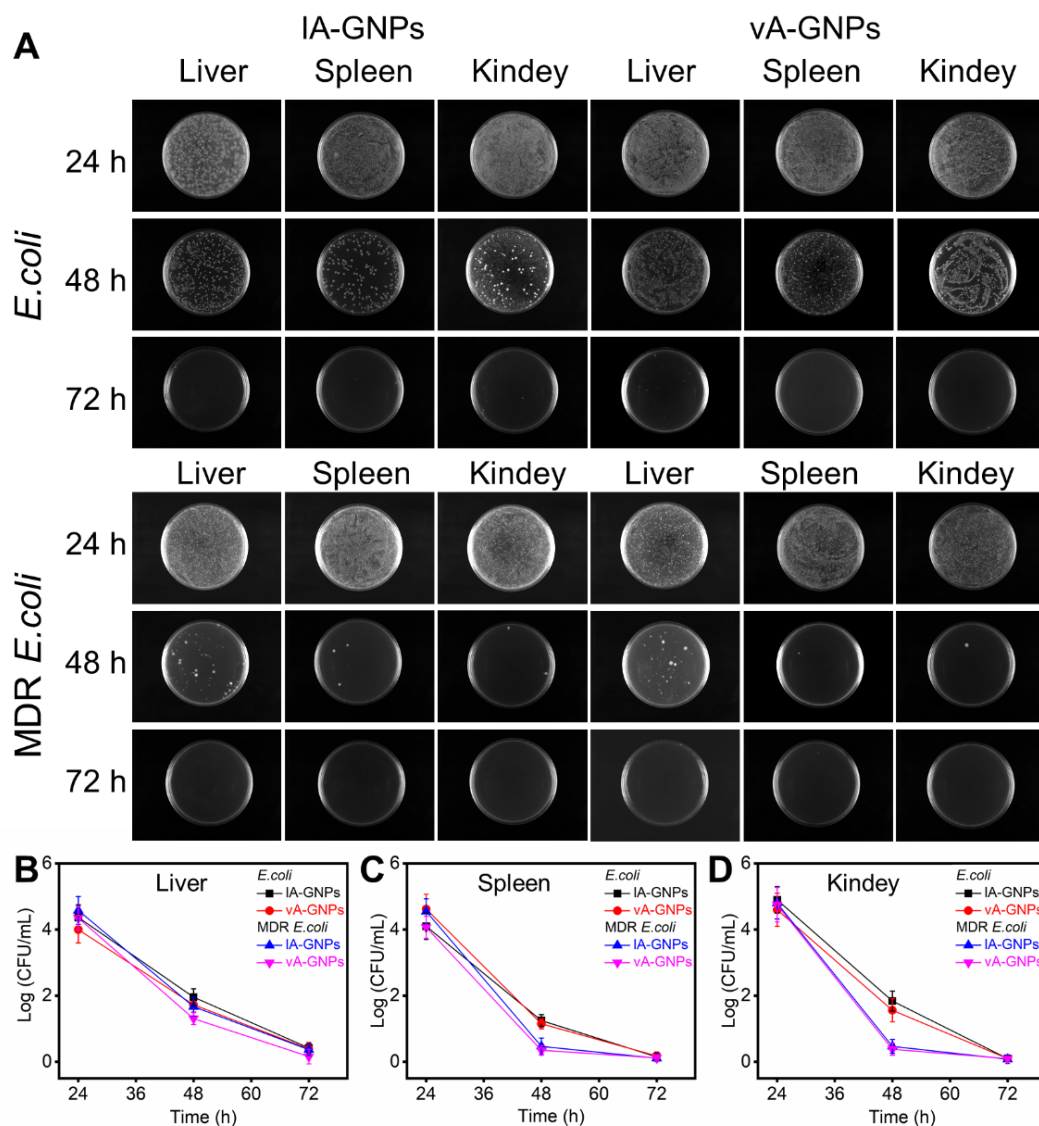 A
lA-GNPs vA-GNPs
Liver Spleen Kindey Liver Spleen Kindey
E.coli
24 h
48 h
72 h
Liver Spleen Kindey Liver Spleen Kindey
MDR E.coli
24 h
48 h
72 h
B
Liver
E.coli
lA-GNPs
vA-GNPs
MDR E.coli
lA-GNPs
vA-GNPs
Log (CFU/mL)
6
4
2
0
24 36 48 60 72
Time (h)
C
Spleen
E.coli
lA-GNPs
vA-GNPs
MDR E.coli
lA-GNPs
vA-GNPs
Log (CFU/mL)
6
4
2
0
24 36 48 60 72
Time (h)
D
Kindey
E.coli
lA-GNPs
vA-GNPs
MDR E.coli
lA-GNPs
vA-GNPs
Log (CFU/mL)
6
4
2
0
24 36 48 60 72
Time (h)